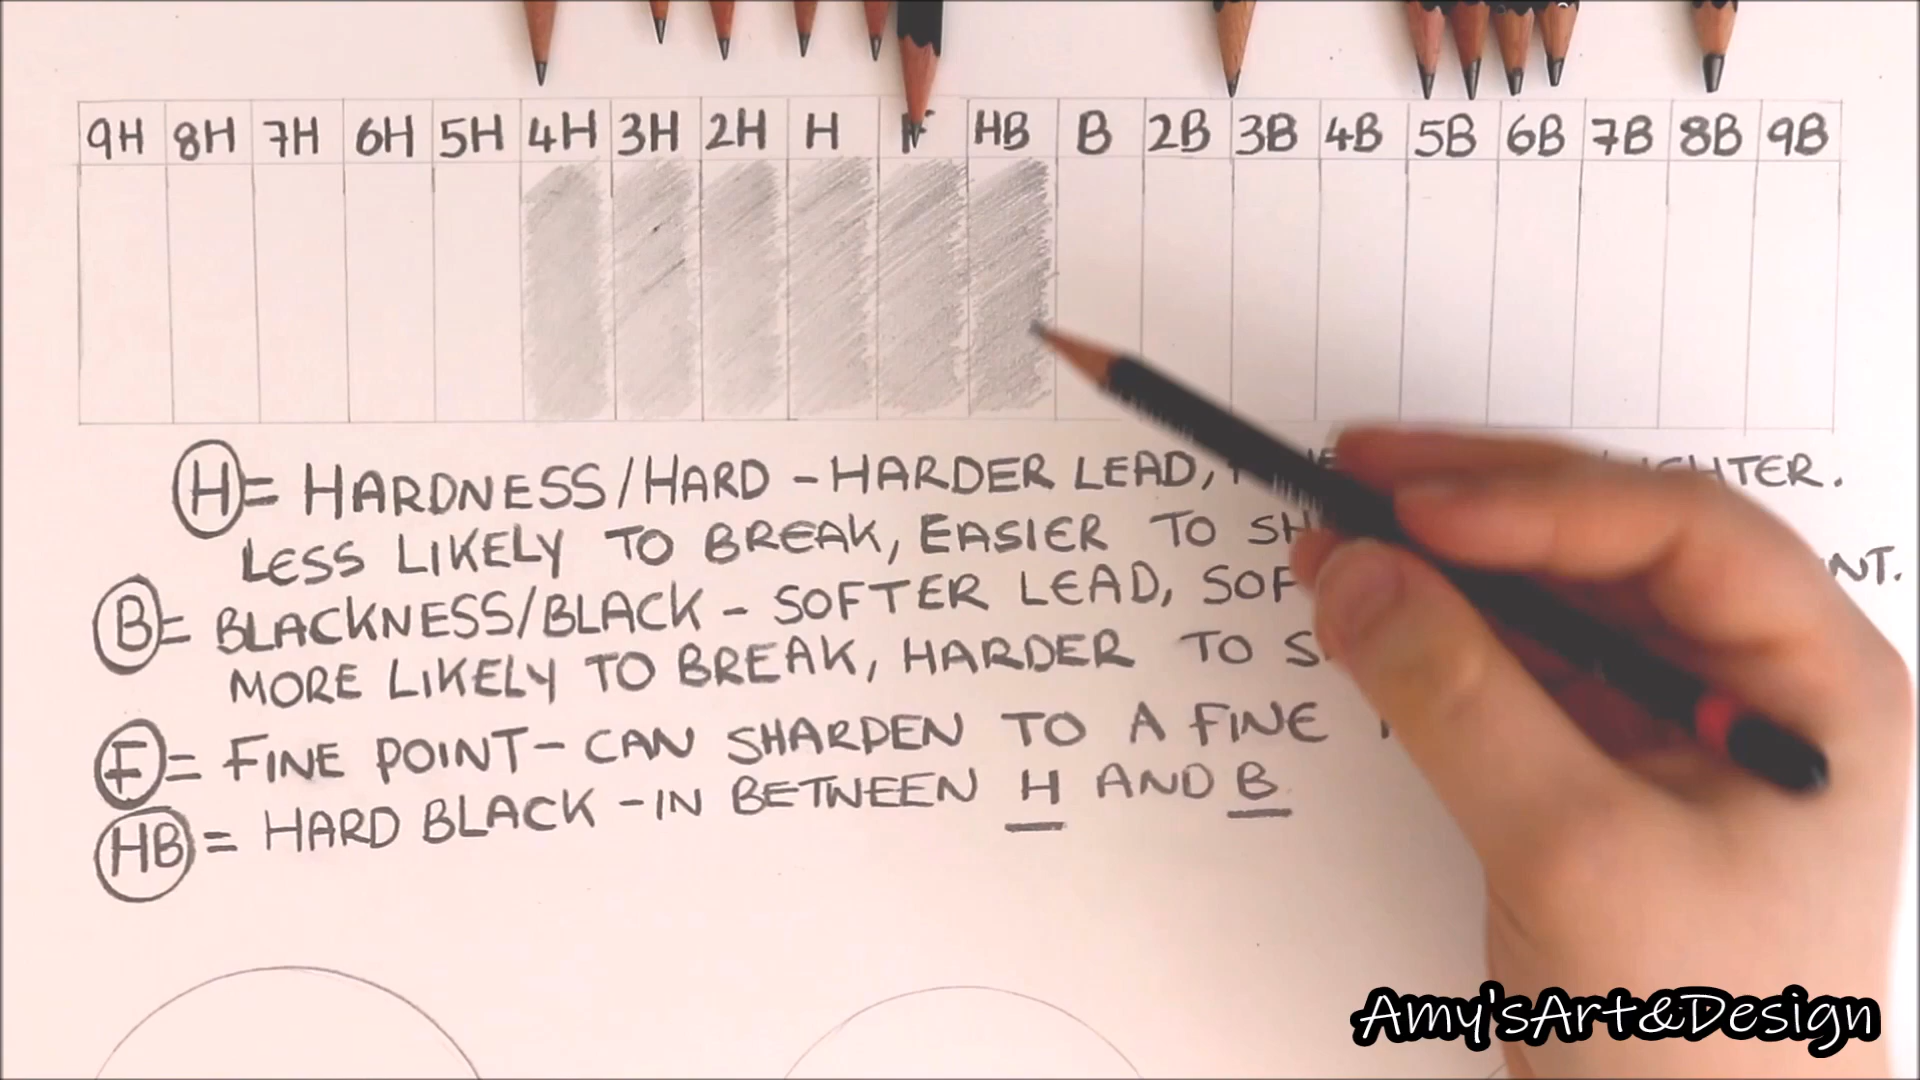 9H 8H 7H 6H 5H 4H 3H 2H H F HB B 2B 3B 4B 5B 6B 7B 8B 9B
H = HARDNESS/HARD - HARDER LEAD,
LESS LIKELY TO BREAK, EASIER TO
B = BLACKNESS/BLACK - SOFTER LEAD,
MORE LIKELY TO BREAK, HARDER TO
F = FINE POINT - CAN SHARPEN TO A FINE
HB = HARD BLACK - IN BETWEEN H AND B
Amy'sArt&Design